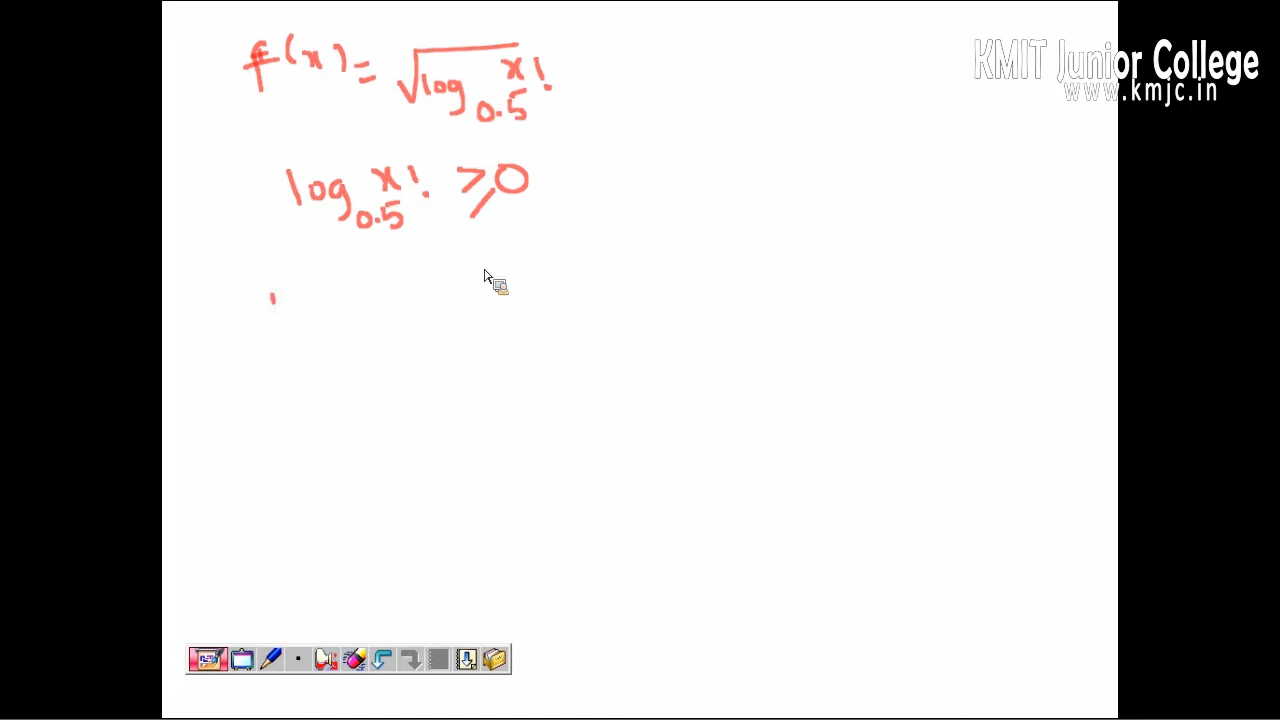 KMIT Junior College
www.kmjc.in
f(x) = √log₀.₅ x!
log₀.₅ x! ≥ 0